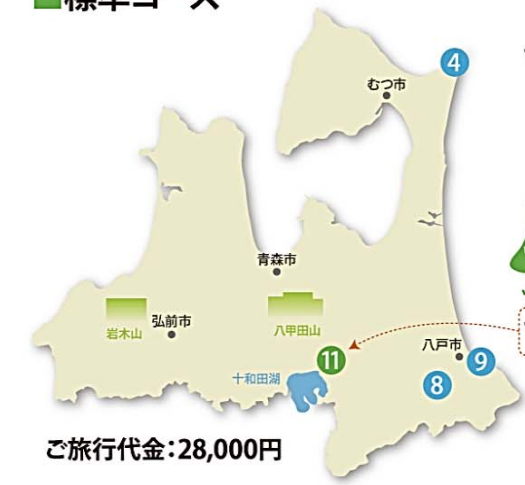 ■標準コース
4
むつ市
青森市
岩木山
弘前市
八甲田山
八戸市
11
9
十和田湖
8
ご旅行代金：28,000円